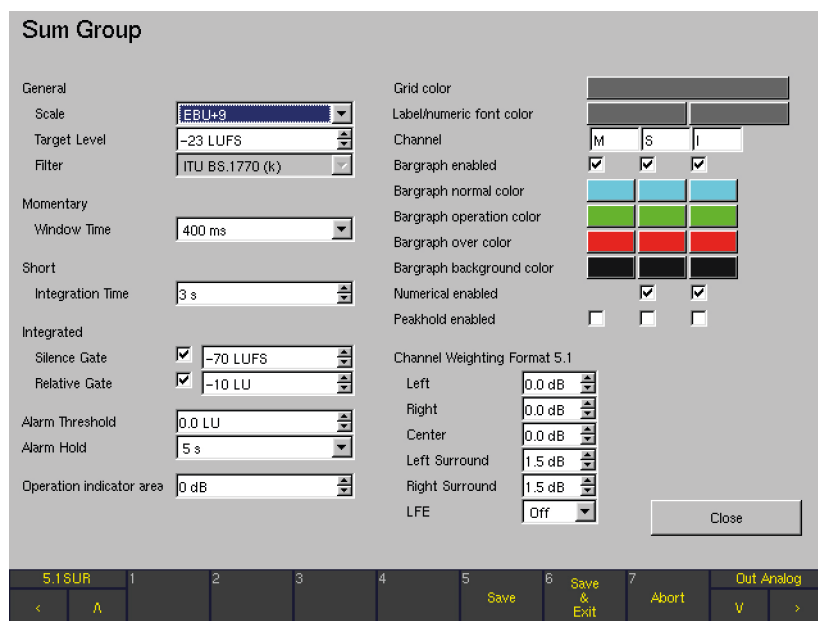 Sum Group
General
Scale EBU+9
Target Level -23 LUFS
Filter ITU BS.1770 (k)
Momentary
Window Time 400 ms
Short
Integration Time 3 s
Integrated
Silence Gate -70 LUFS
Relative Gate -10 LU
Alarm Threshold 0.0 LU
Alarm Hold 5 s
Operation indicator area 0 dB
Grid color
Label/numeric font color
Channel M S I
Bargraph enabled
Bargraph normal color
Bargraph operation color
Bargraph over color
Bargraph background color
Numerical enabled
Peakhold enabled
Channel Weighting Format 5.1
Left 0.0 dB
Right 0.0 dB
Center 0.0 dB
Left Surround 1.5 dB
Right Surround 1.5 dB
LFE Off
Close
5.1SUR 1 2 3 4 5 Save 6 Save & Exit 7 Abort Out Analog
< Λ V >